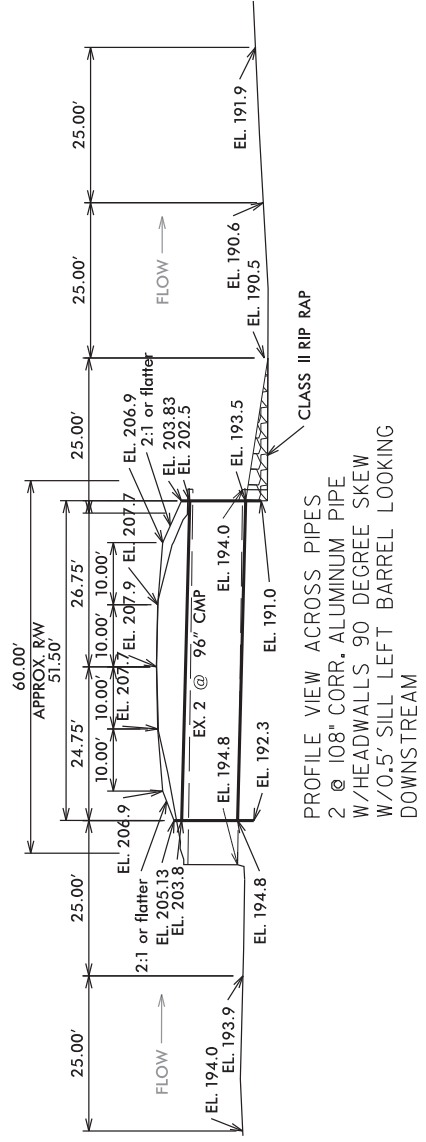 60.00'
APPROX. R/W
51.50'
25.00'
25.00'
24.75'
26.75'
25.00'
25.00'
25.00'
10.00'
10.00'
10.00'
10.00'
EL. 206.9
EL. 207.7
EL. 207.9
EL. 207.7
EL. 206.9
2:1 or flatter
2:1 or flatter
EL. 205.13
EL. 203.8
EL. 203.83
EL. 202.5
FLOW
FLOW
EX. 2 @ 96" CMP
EL. 194.0
EL. 193.9
EL. 194.8
EL. 194.8
EL. 192.3
EL. 194.0
EL. 193.5
EL. 191.0
EL. 190.5
EL. 190.6
EL. 191.9
CLASS II RIP RAP
PROFILE VIEW ACROSS PIPES
2 @ 108" CORR. ALUMINUM PIPE
W/HEADWALLS 90 DEGREE SKEW
W/0.5' SILL LEFT BARREL LOOKING
DOWNSTREAM